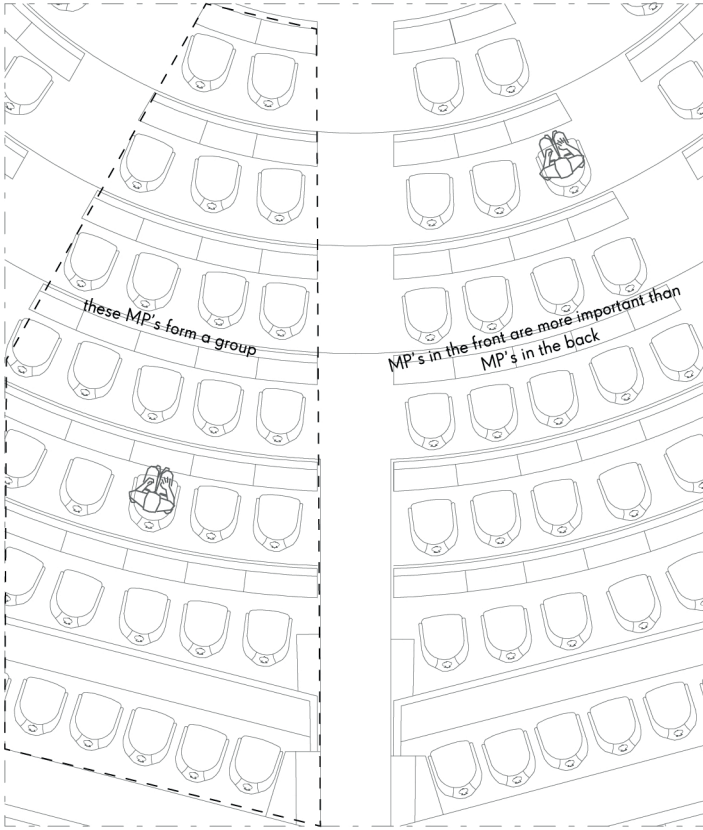 these MP's form a group
MP's in the front are more important than
MP's in the back